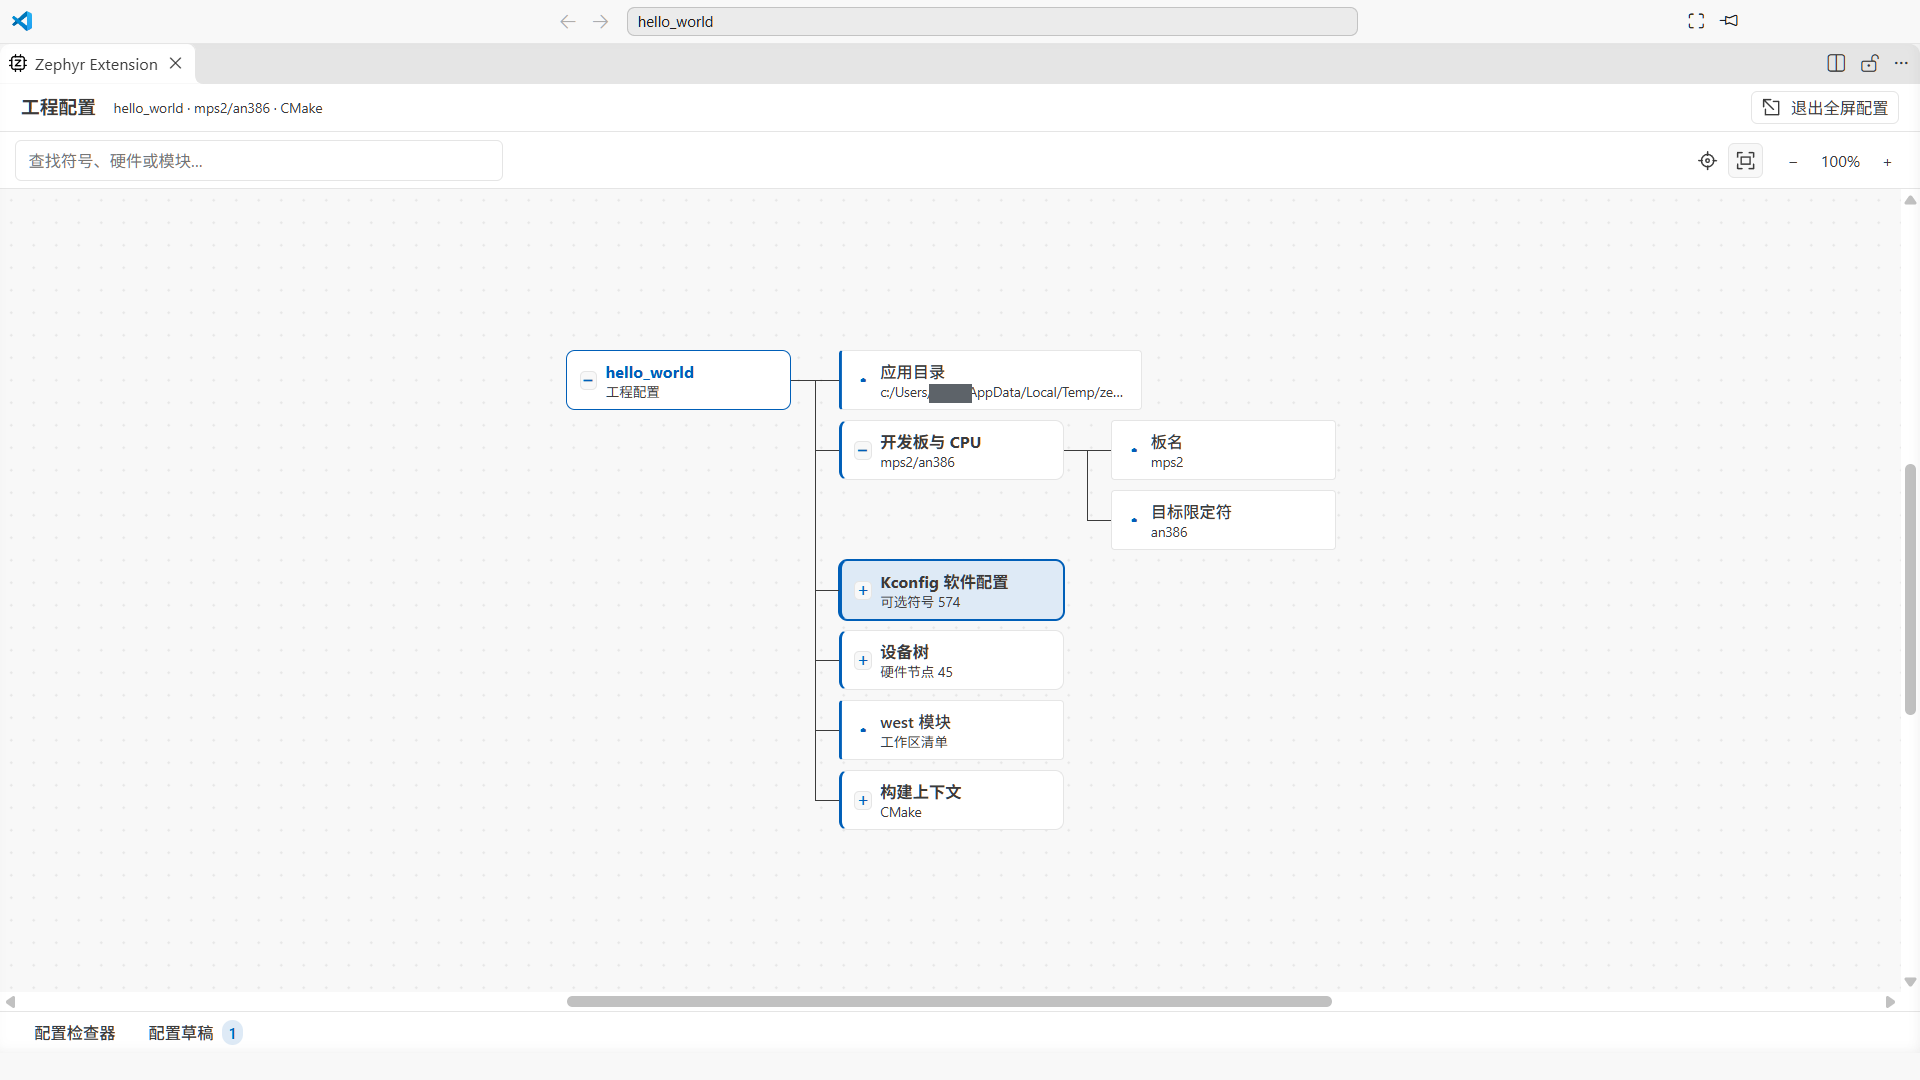 hello_world
Zephyr Extension
工程配置 hello_world · mps2/an386 · CMake
退出全屏配置
查找符号、硬件或模块...
− 100% +
hello_world
工程配置
应用目录
c:/Users/ AppData/Local/Temp/ze...
开发板与 CPU
mps2/an386
板名
mps2
目标限定符
an386
Kconfig 软件配置
可选符号 574
设备树
硬件节点 45
west 模块
工作区清单
构建上下文
CMake
配置检查器 配置草稿 1